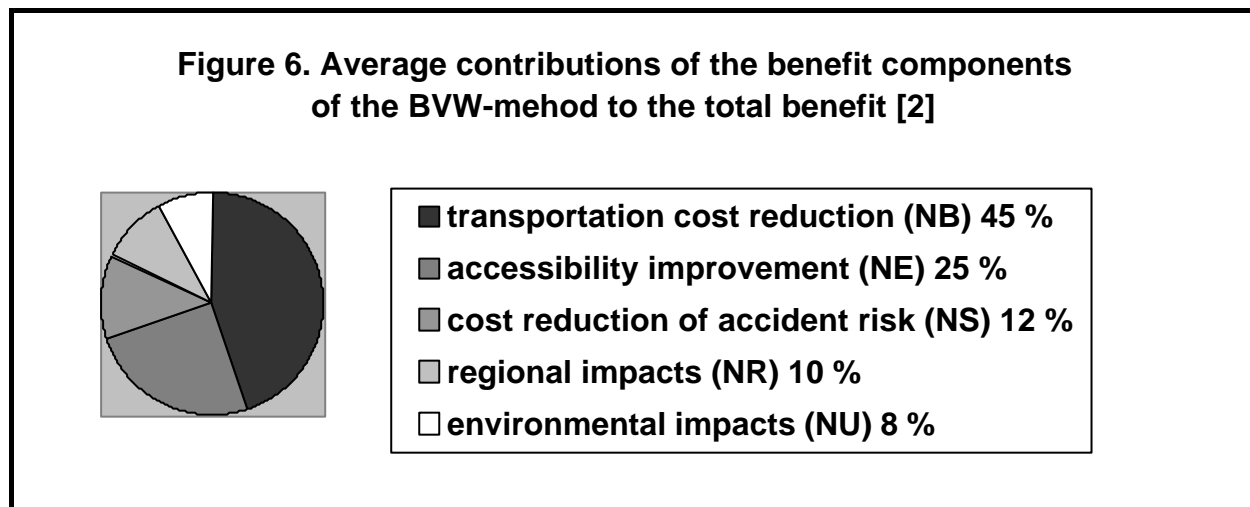 Figure 6. Average contributions of the benefit components
of the BVW-mehod to the total benefit [2]
transportation cost reduction (NB) 45 %
accessibility improvement (NE) 25 %
cost reduction of accident risk (NS) 12 %
regional impacts (NR) 10 %
environmental impacts (NU) 8 %